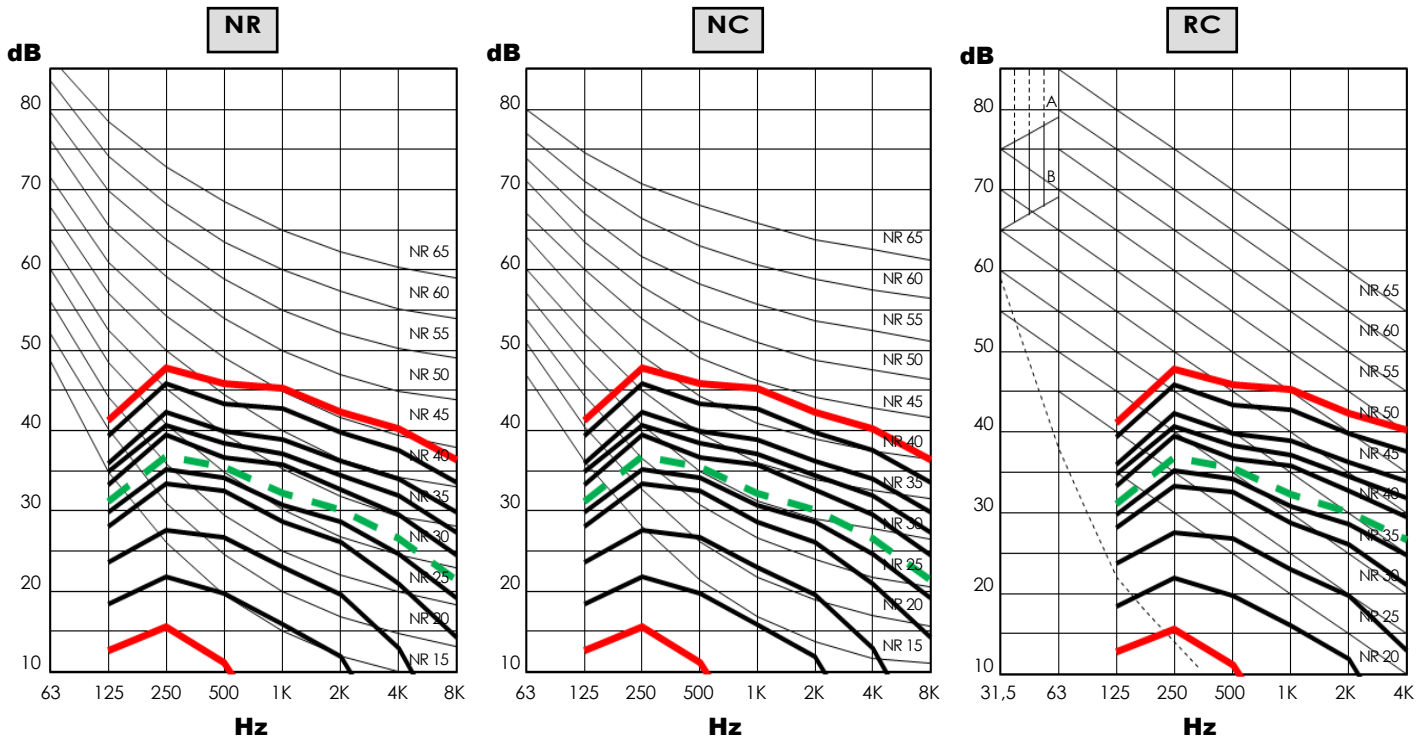 NR
dB
80
70
60
50
40
30
20
10
NR 65
NR 60
NR 55
NR 50
NR 45
NR 40
NR 35
NR 30
NR 25
NR 20
NR 15
63 125 250 500 1K 2K 4K 8K
Hz
NC
dB
80
70
60
50
40
30
20
10
NR 65
NR 60
NR 55
NR 50
NR 45
NR 40
NR 35
NR 30
NR 25
NR 20
NR 15
63 125 250 500 1K 2K 4K 8K
Hz
RC
dB
80
70
60
50
40
30
20
10
A
B
NR 65
NR 60
NR 55
NR 50
NR 45
NR 40
NR 35
NR 30
NR 25
NR 20
31,5 63 125 250 500 1K 2K 4K
Hz